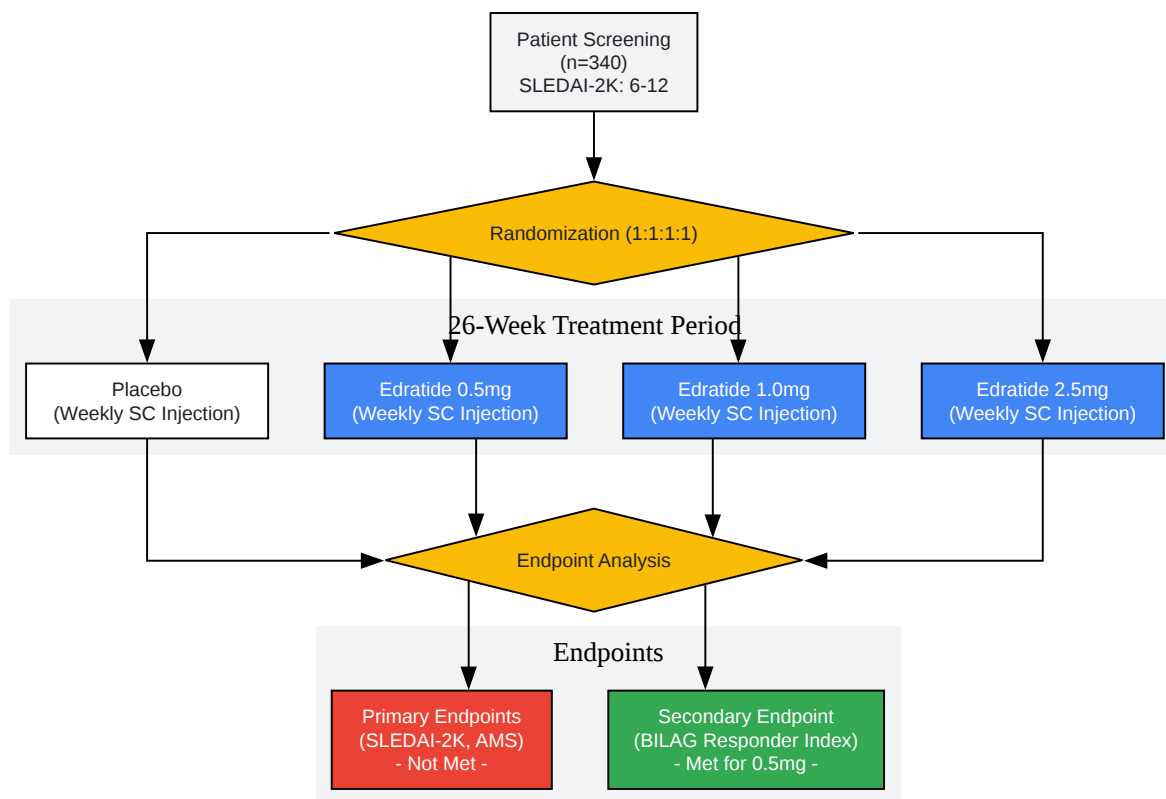 Patient Screening
(n=340)
SLEDAI-2K: 6-12
Randomization (1:1:1:1)
26-Week Treatment Period
Placebo
(Weekly SC Injection)
Edratide 0.5mg
(Weekly SC Injection)
Edratide 1.0mg
(Weekly SC Injection)
Edratide 2.5mg
(Weekly SC Injection)
Endpoint Analysis
Endpoints
Primary Endpoints
(SLEDAI-2K, AMS)
- Not Met -
Secondary Endpoint
(BILAG Responder Index)
- Met for 0.5mg -